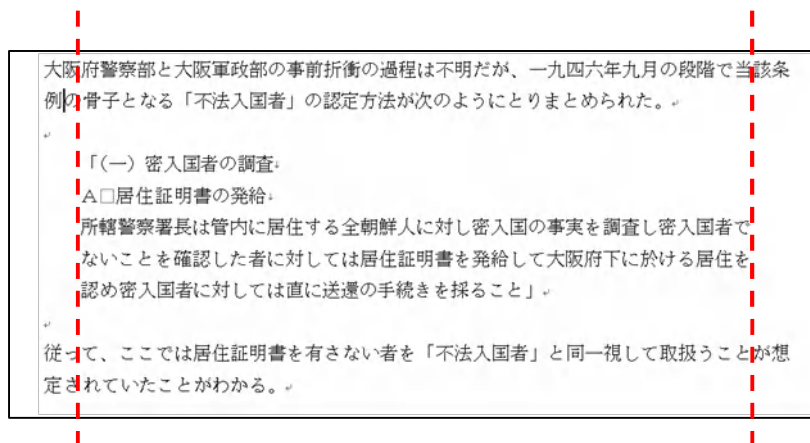 大阪府警察部と大阪軍政部の事前折衝の過程は不明だが、一九四六年九月の段階で当該条
例の骨子となる「不法入国者」の認定方法が次のようにとりまとめられた。
「(一) 密入国者の調査
A□居住証明書の発給
所轄警察署長は管内に居住する全朝鮮人に対し密入国の事実を調査し密入国者で
ないことを確認した者に対しては居住証明書を発給して大阪府下に於ける居住を
認め密入国者に対しては直に送還の手続きを採ること」
従って、ここでは居住証明書を有さない者を「不法入国者」と同一視して取扱うことが想
定されていたことがわかる。